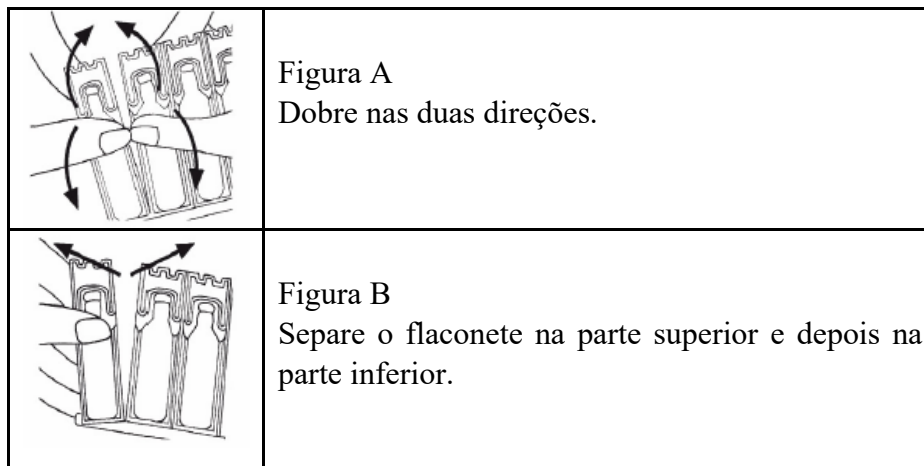 Figura A
Dobre nas duas direções.
Figura B
Separe o flaconete na parte superior e depois na
parte inferior.